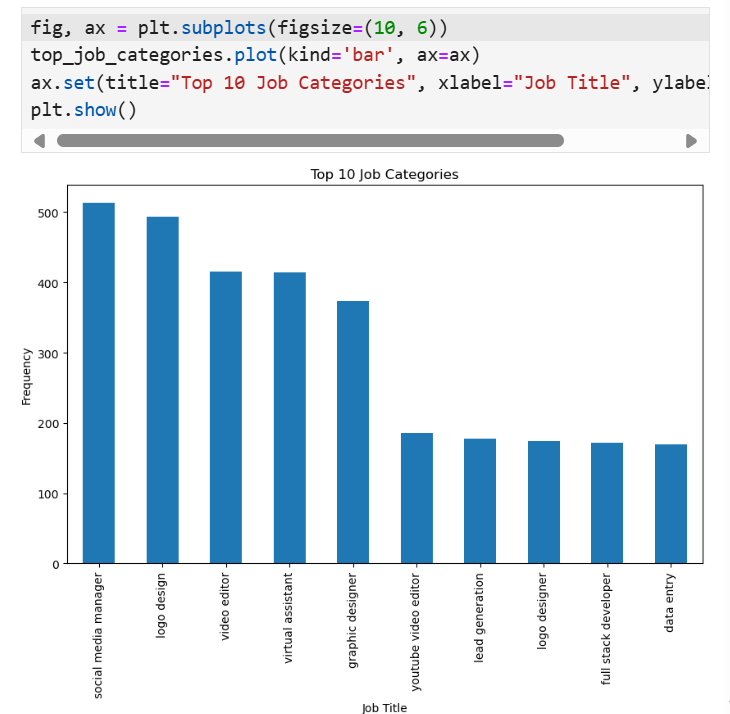 fig, ax = plt.subplots(figsize=(10, 6))
top_job_categories.plot(kind='bar', ax=ax)
ax.set(title="Top 10 Job Categories", xlabel="Job Title", ylabel
plt.show()
Top 10 Job Categories
500
400
300
200
100
0
Frequency
social media manager
logo design
video editor
virtual assistant
graphic designer
youtube video editor
lead generation
logo designer
full stack developer
data entry
Job Title